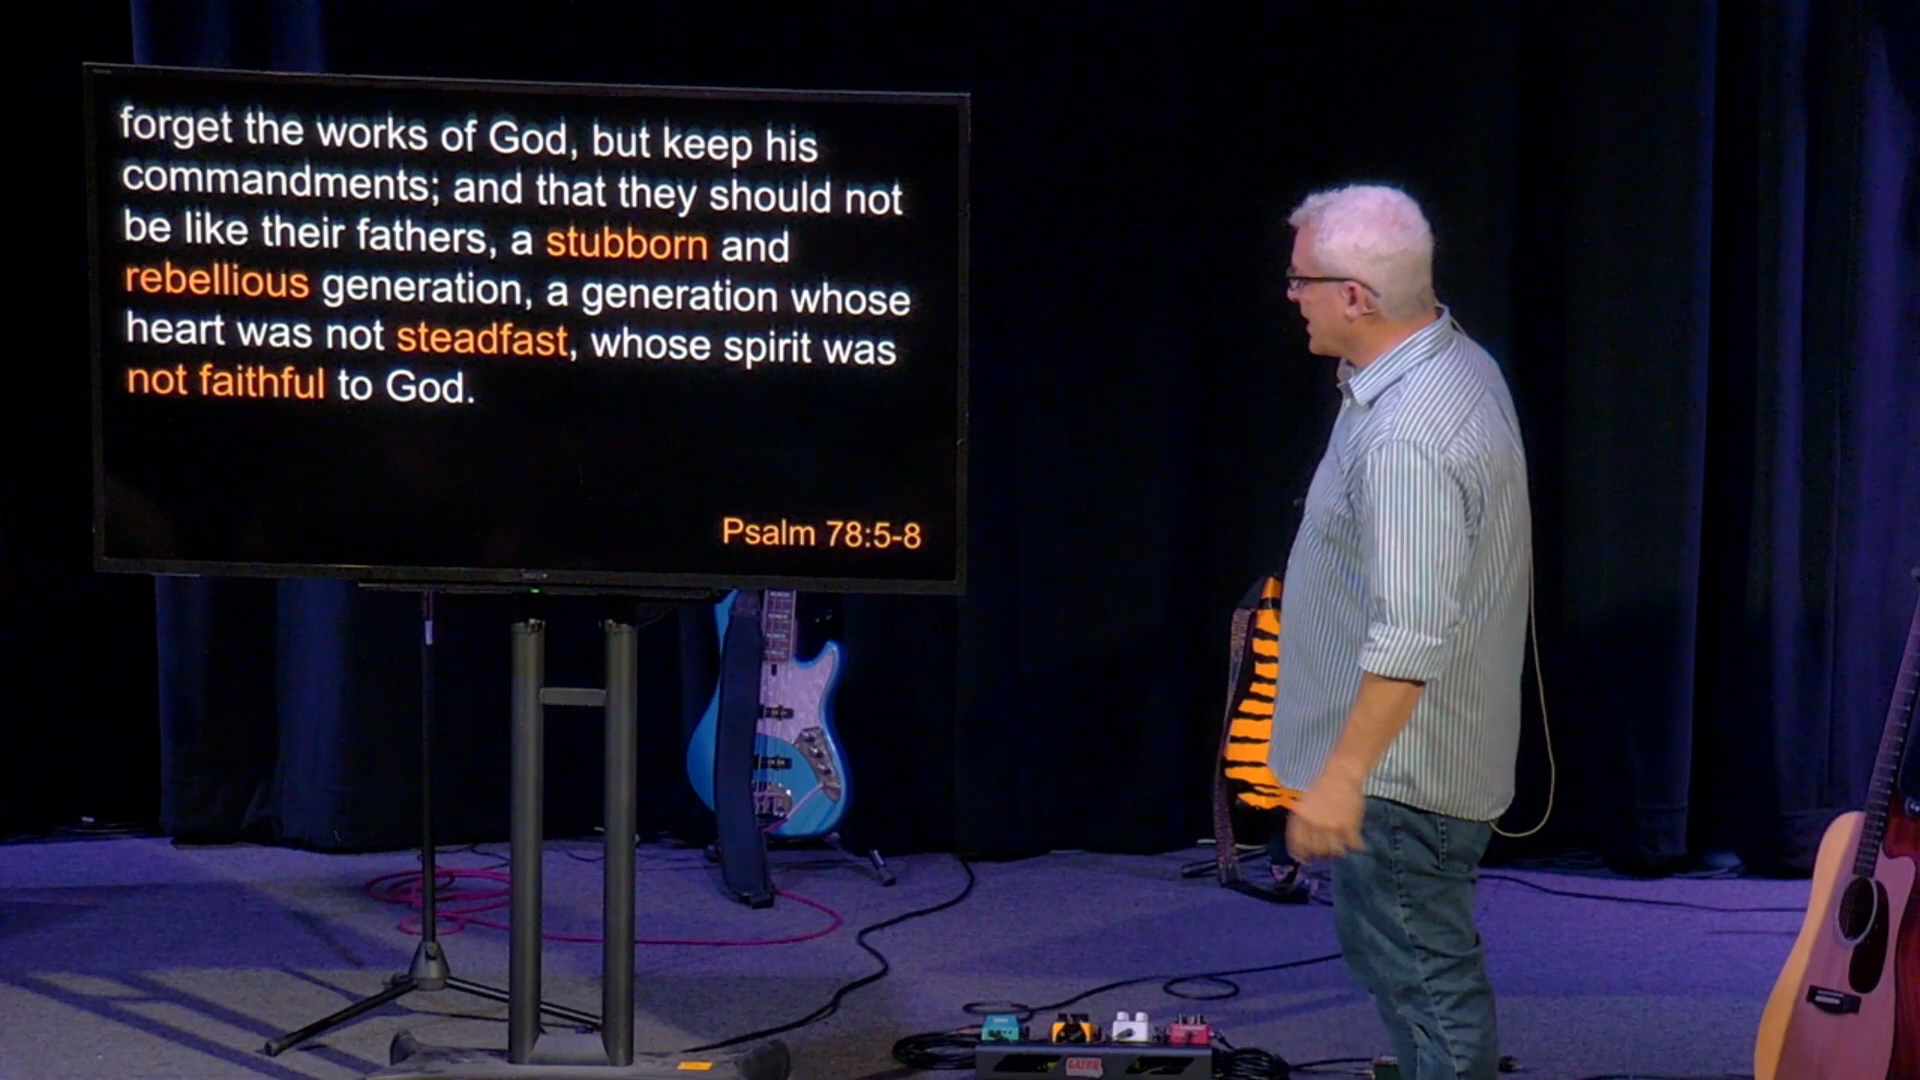 forget the works of God, but keep his
commandments; and that they should not
be like their fathers, a stubborn and
rebellious generation, a generation whose
heart was not steadfast, whose spirit was
not faithful to God.
Psalm 78:5-8
GATOR